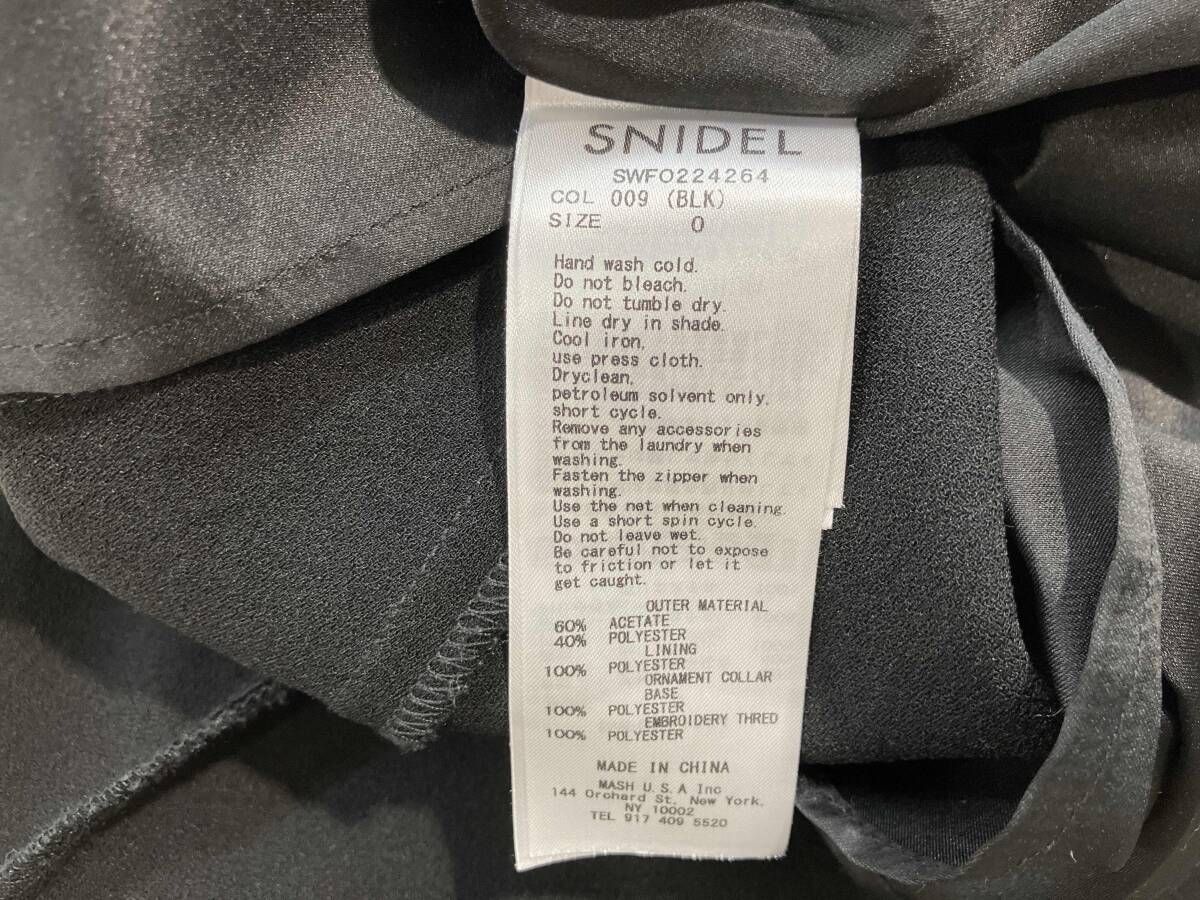 SNIDEL
SWFO224264
COL 009 (BLK)
SIZE 0
Hand wash cold.
Do not bleach.
Do not tumble dry.
Line dry in shade.
Cool iron,
use press cloth.
Dryclean,
petroleum solvent only,
short cycle.
Remove any accessories
from the laundry when
washing.
Fasten the zipper when
washing.
Use the net when cleaning.
Use a short spin cycle.
Do not leave wet.
Be careful not to expose
to friction or let it
get caught.
OUTER MATERIAL
60% ACETATE
40% POLYESTER
LINING
100% POLYESTER
ORNAMENT COLLAR
BASE
100% POLYESTER
EMBROIDERY THRED
100% POLYESTER
MADE IN CHINA
MASH U.S.A Inc
144 Orchard St, New York,
NY 10002
TEL 917 409 5520